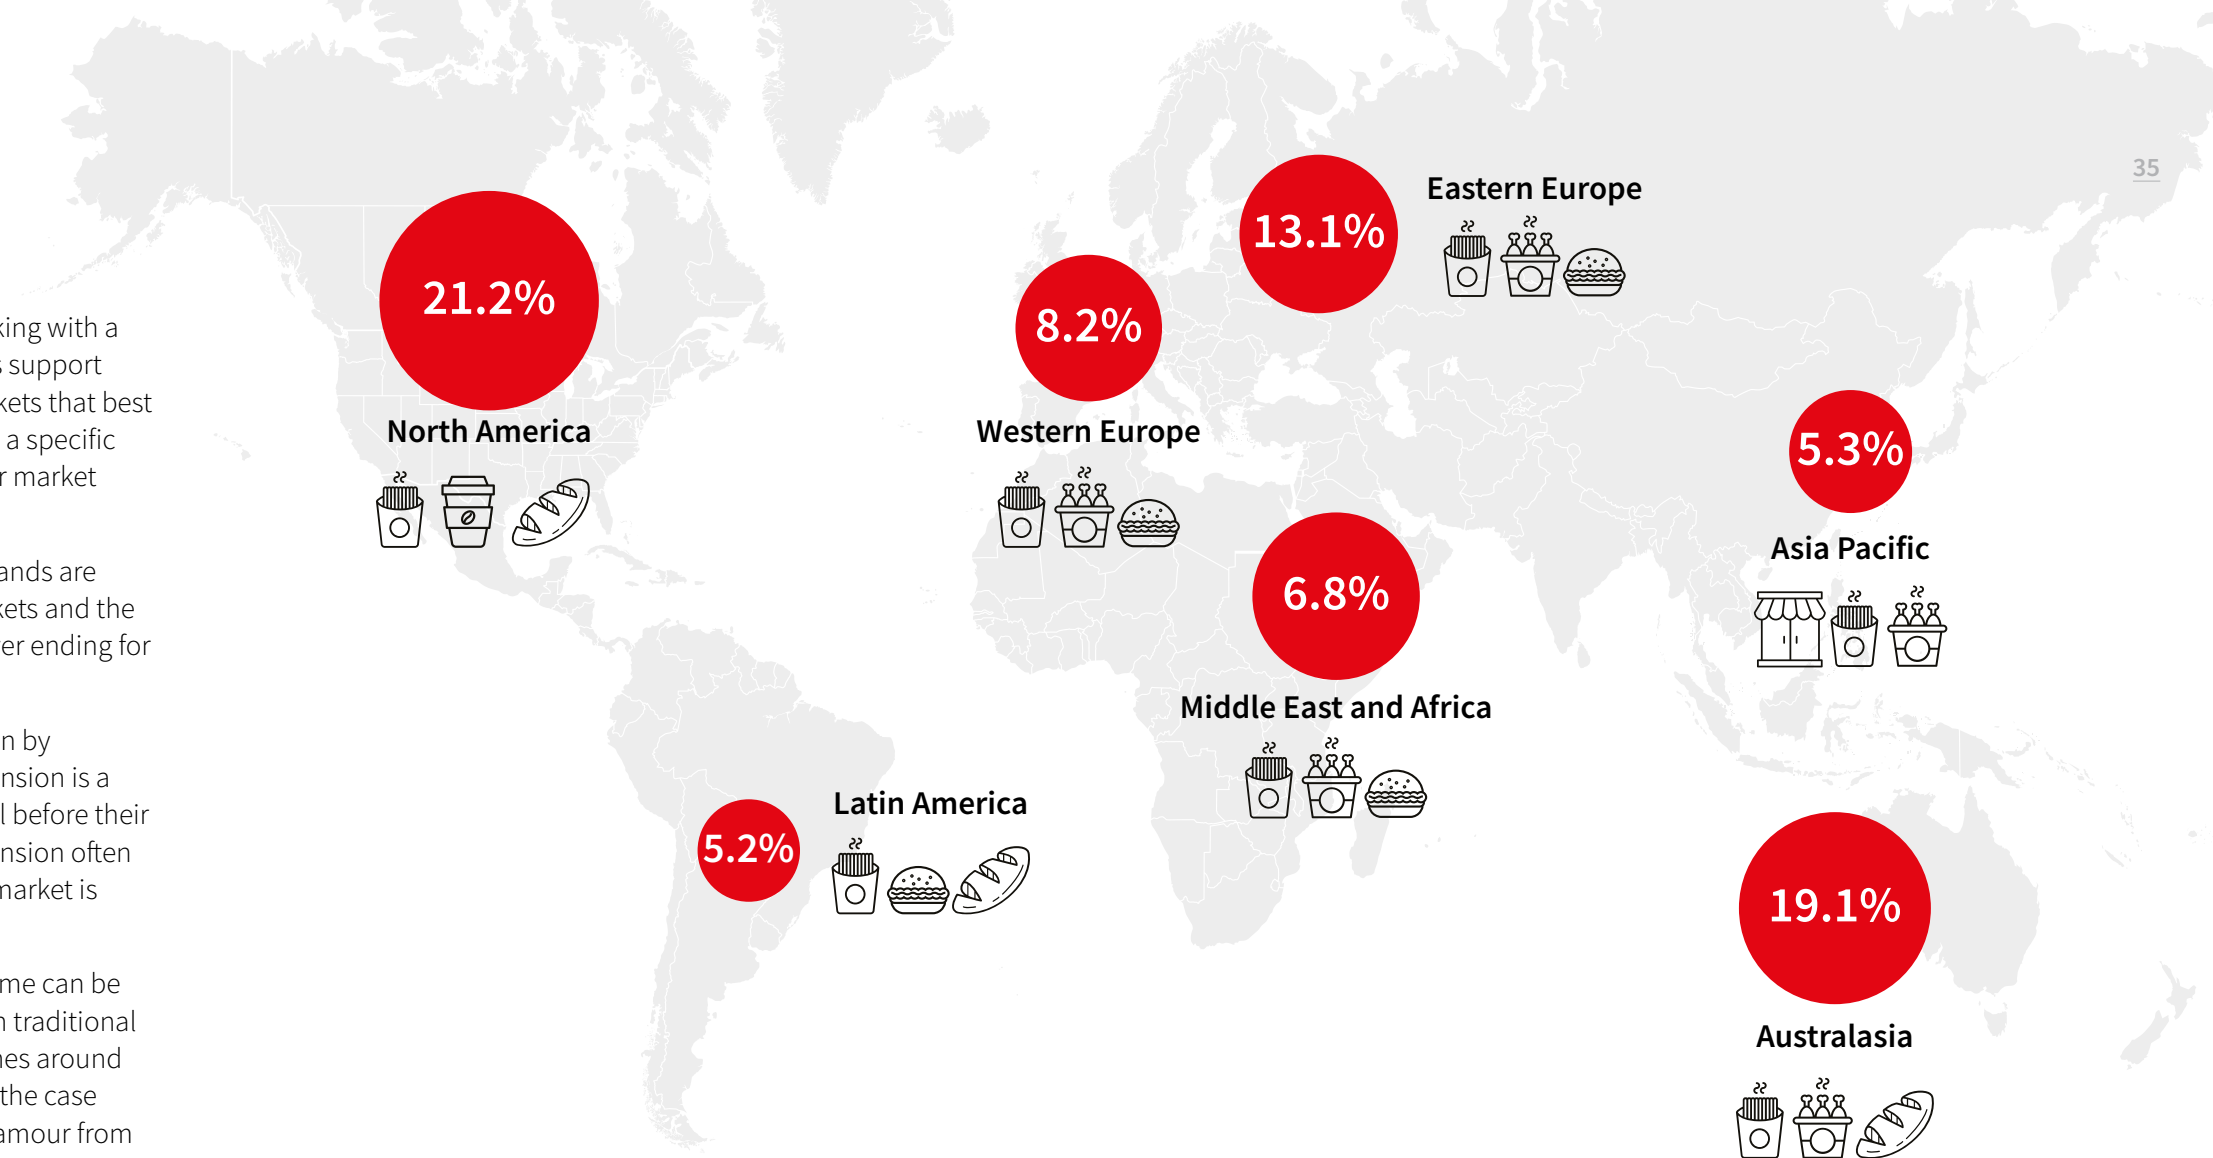 35
king with a
support
kets that best
a specific
market
ands are
kets and the
er ending for
n by
nsion is a
before their
nsion often
market is
me can be
traditional
nes around
the case
amour from
21.2%
North America
8.2%
Western Europe
13.1%
Eastern Europe
5.3%
Asia Pacific
6.8%
Middle East and Africa
5.2%
Latin America
19.1%
Australasia